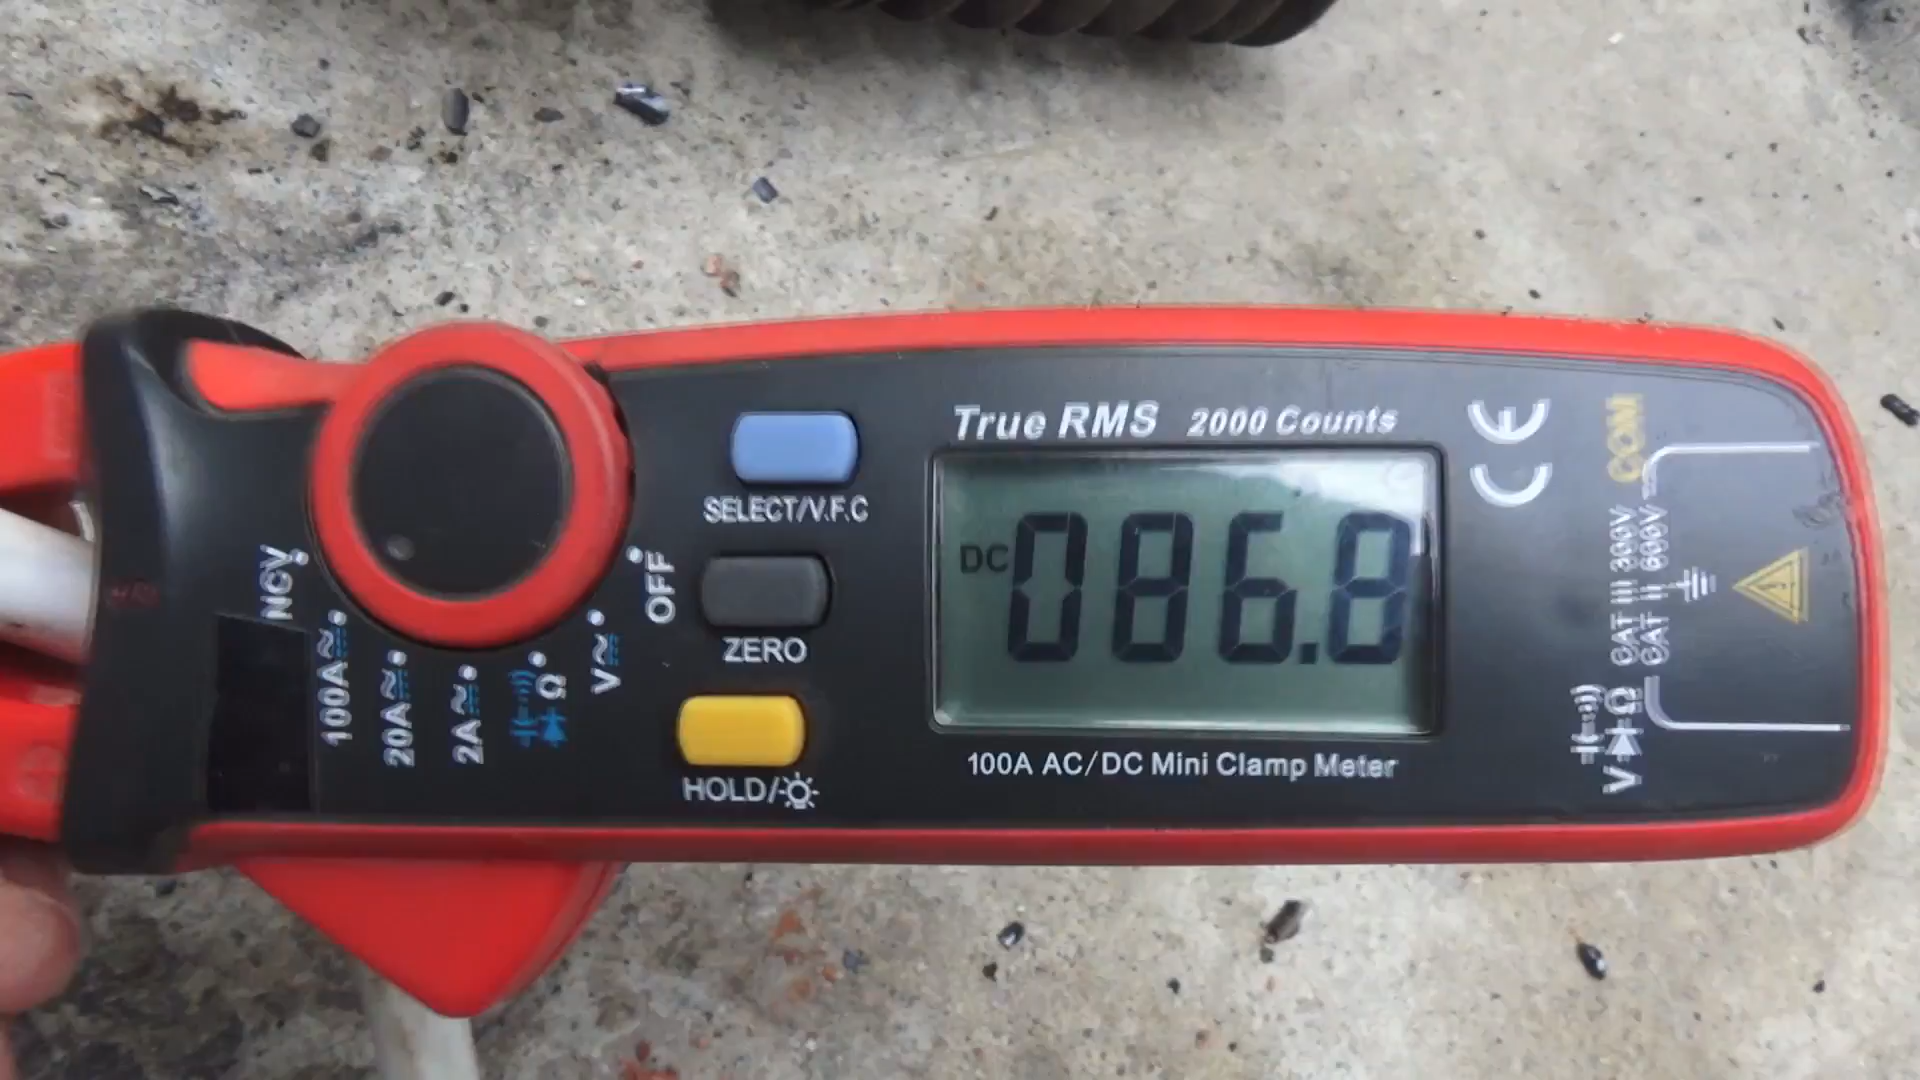 True RMS 2000 Counts
SELECT/V.F.C
DC 086.8
ZERO
HOLD/
100A AC/DC Mini Clamp Meter
NCV
100A
20A
2A
Ω
V
OFF
CE
COM
CAT III 300V
CAT II 600V
VΩ